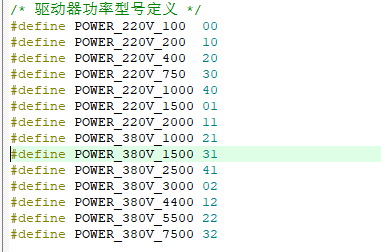 /* 驱动器功率型号定义 */
#define POWER_220V_100  00
#define POWER_220V_200  10
#define POWER_220V_400  20
#define POWER_220V_750  30
#define POWER_220V_1000 40
#define POWER_220V_1500 01
#define POWER_220V_2000 11
#define POWER_380V_1000 21
#define POWER_380V_1500 31
#define POWER_380V_2500 41
#define POWER_380V_3000 02
#define POWER_380V_4400 12
#define POWER_380V_5500 22
#define POWER_380V_7500 32